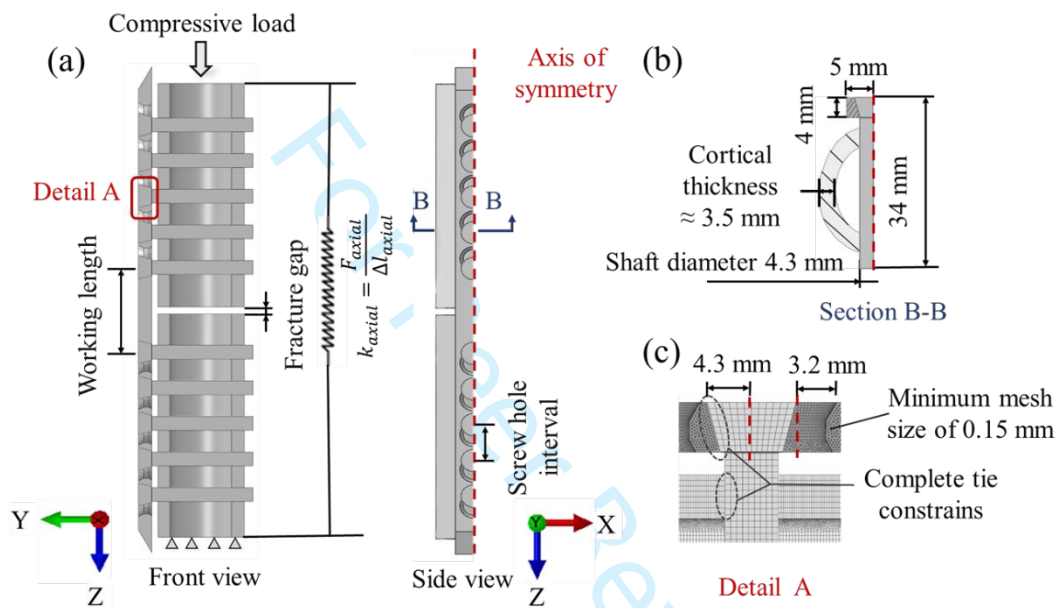 Compressive load
(a)
Detail A
Working length
Fracture gap
k_axial = F_axial / Δl_axial
Y
Z
Front view
Axis of
symmetry
B
B
Screw hole
interval
Y
X
Z
Side view
(b)
5 mm
4 mm
Cortical
thickness
≈ 3.5 mm
34 mm
Shaft diameter 4.3 mm
Section B-B
(c)
4.3 mm
3.2 mm
Minimum mesh
size of 0.15 mm
Complete tie
constrains
Detail A